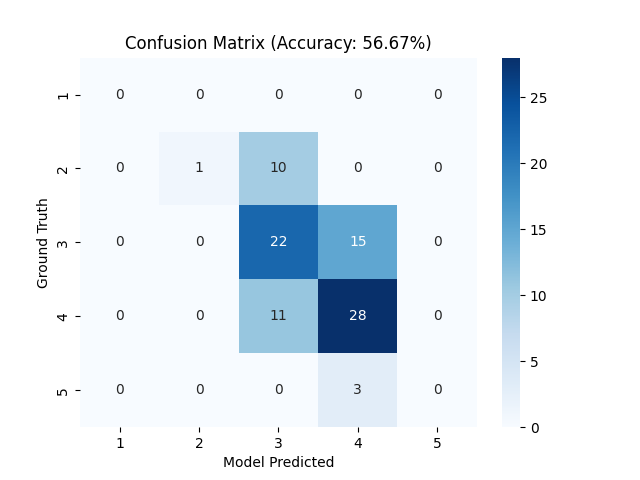 Confusion Matrix (Accuracy: 56.67%)
Ground Truth
1 0 0 0 0 0
2 0 1 10 0 0
3 0 0 22 15 0
4 0 0 11 28 0
5 0 0 0 3 0
1 2 3 4 5
Model Predicted
25
20
15
10
5
0